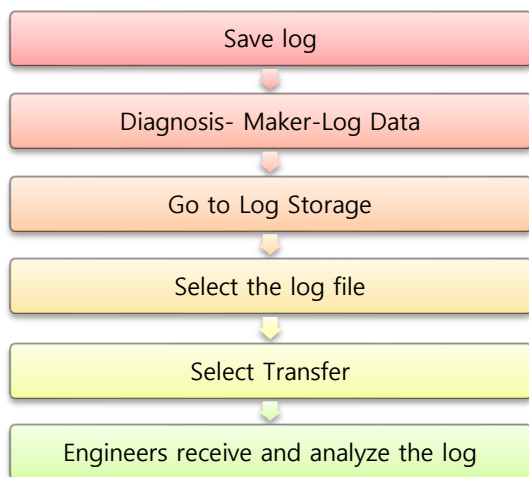 Save log
Diagnosis- Maker-Log Data
Go to Log Storage
Select the log file
Select Transfer
Engineers receive and analyze the log